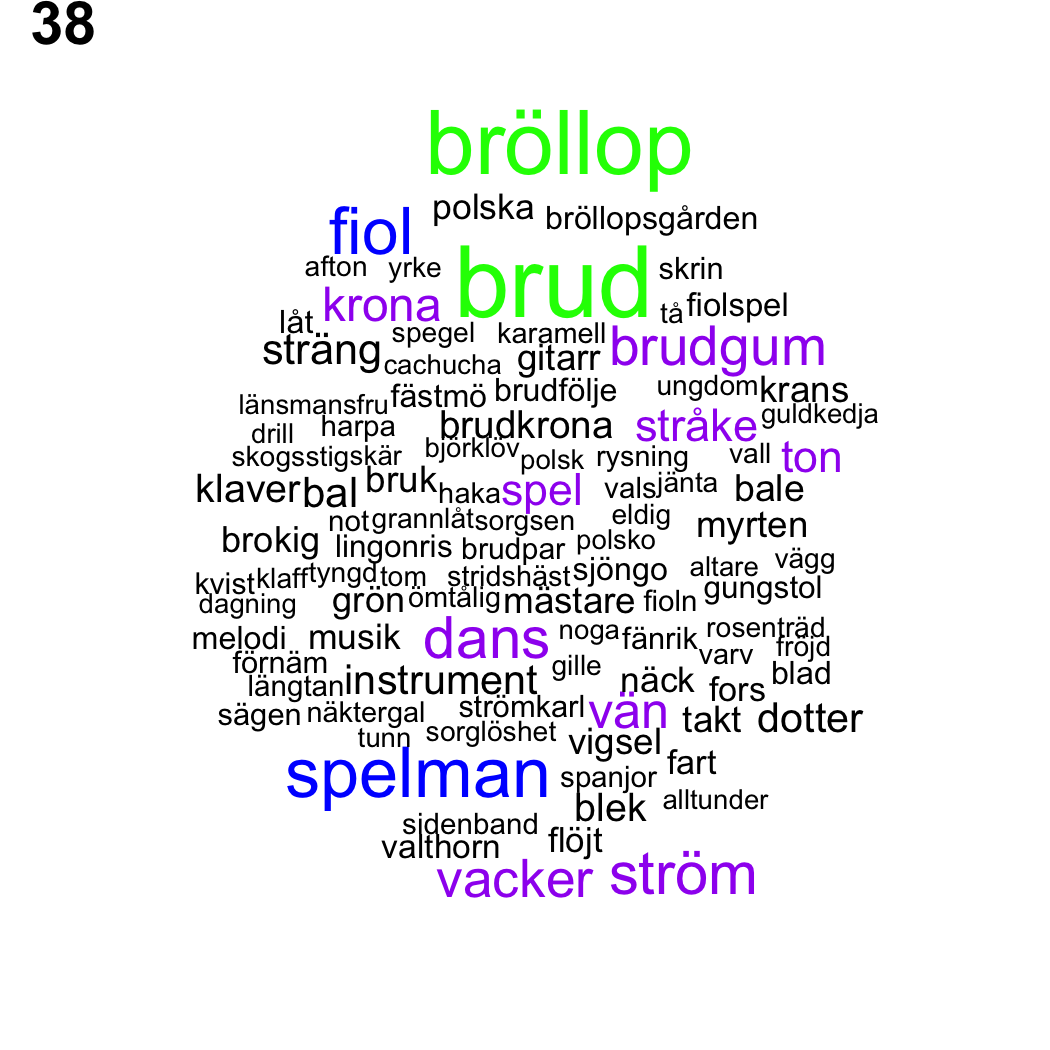 38
bröllop
polska bröllopsgården
fiol
afton yrke brud skrin
krona tå fiolspel
låt spegel karamell brudgum
sträng cachucha gitarr
fästmö brudfölje ungdom krans
länsmansfru brudkrona stråke guldkedja
drill harpa björklöv
skogsstigskär polsk rysning vall ton
klaver bal bruk haka spel vals jänta bale
not grannlåt sorgsen eldig myrten
brokig lingonris brudpar polsko
kvist klaff tyngd tom stridshäst sjöngo altare vägg
dagning grön ömtålig mästare fioln gungstol
melodi musik dans noga fänrik rosenträd
förnäm gille varv fröjd
längtan instrument näck fors blad
sägen näktergal strömkarl vän takt dotter
tunn sorglöshet vigsel
spelman spanjor fart
blek alltunder
sidenband
valthorn flöjt
vacker ström